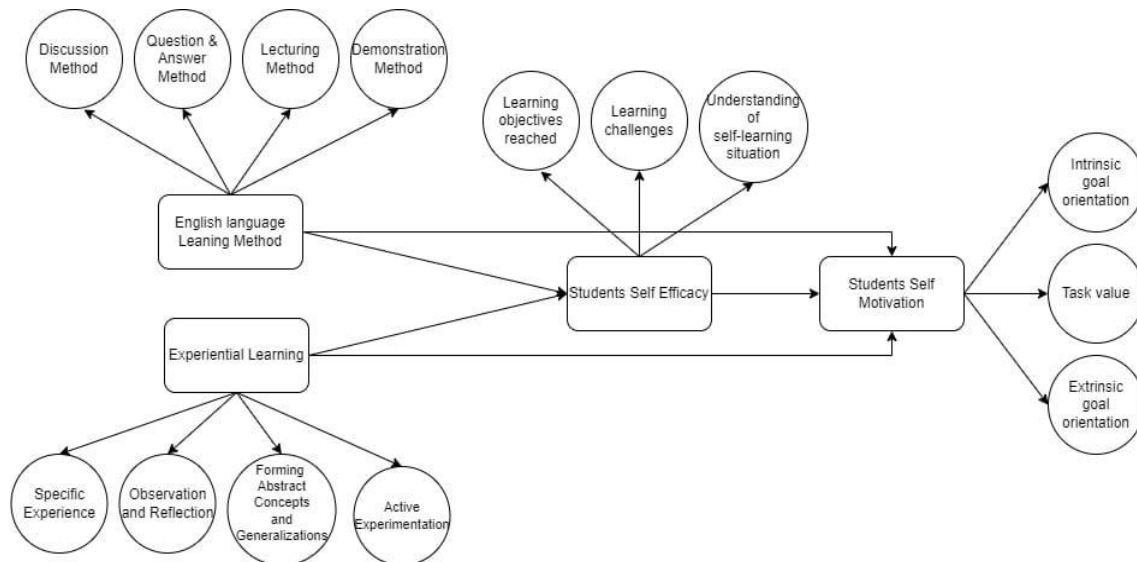 Discussion
Method
Question &
Answer
Method
Lecturing
Method
Demonstration
Method
Learning
objectives
reached
Learning
challenges
Understanding
of
self-learning
situation
English language
Leaning Method
Students Self Efficacy
Students Self
Motivation
Intrinsic
goal
orientation
Task value
Extrinsic
goal
orientation
Experiential Learning
Specific
Experience
Observation
and Reflection
Forming
Abstract
Concepts
and
Generalizations
Active
Experimentation